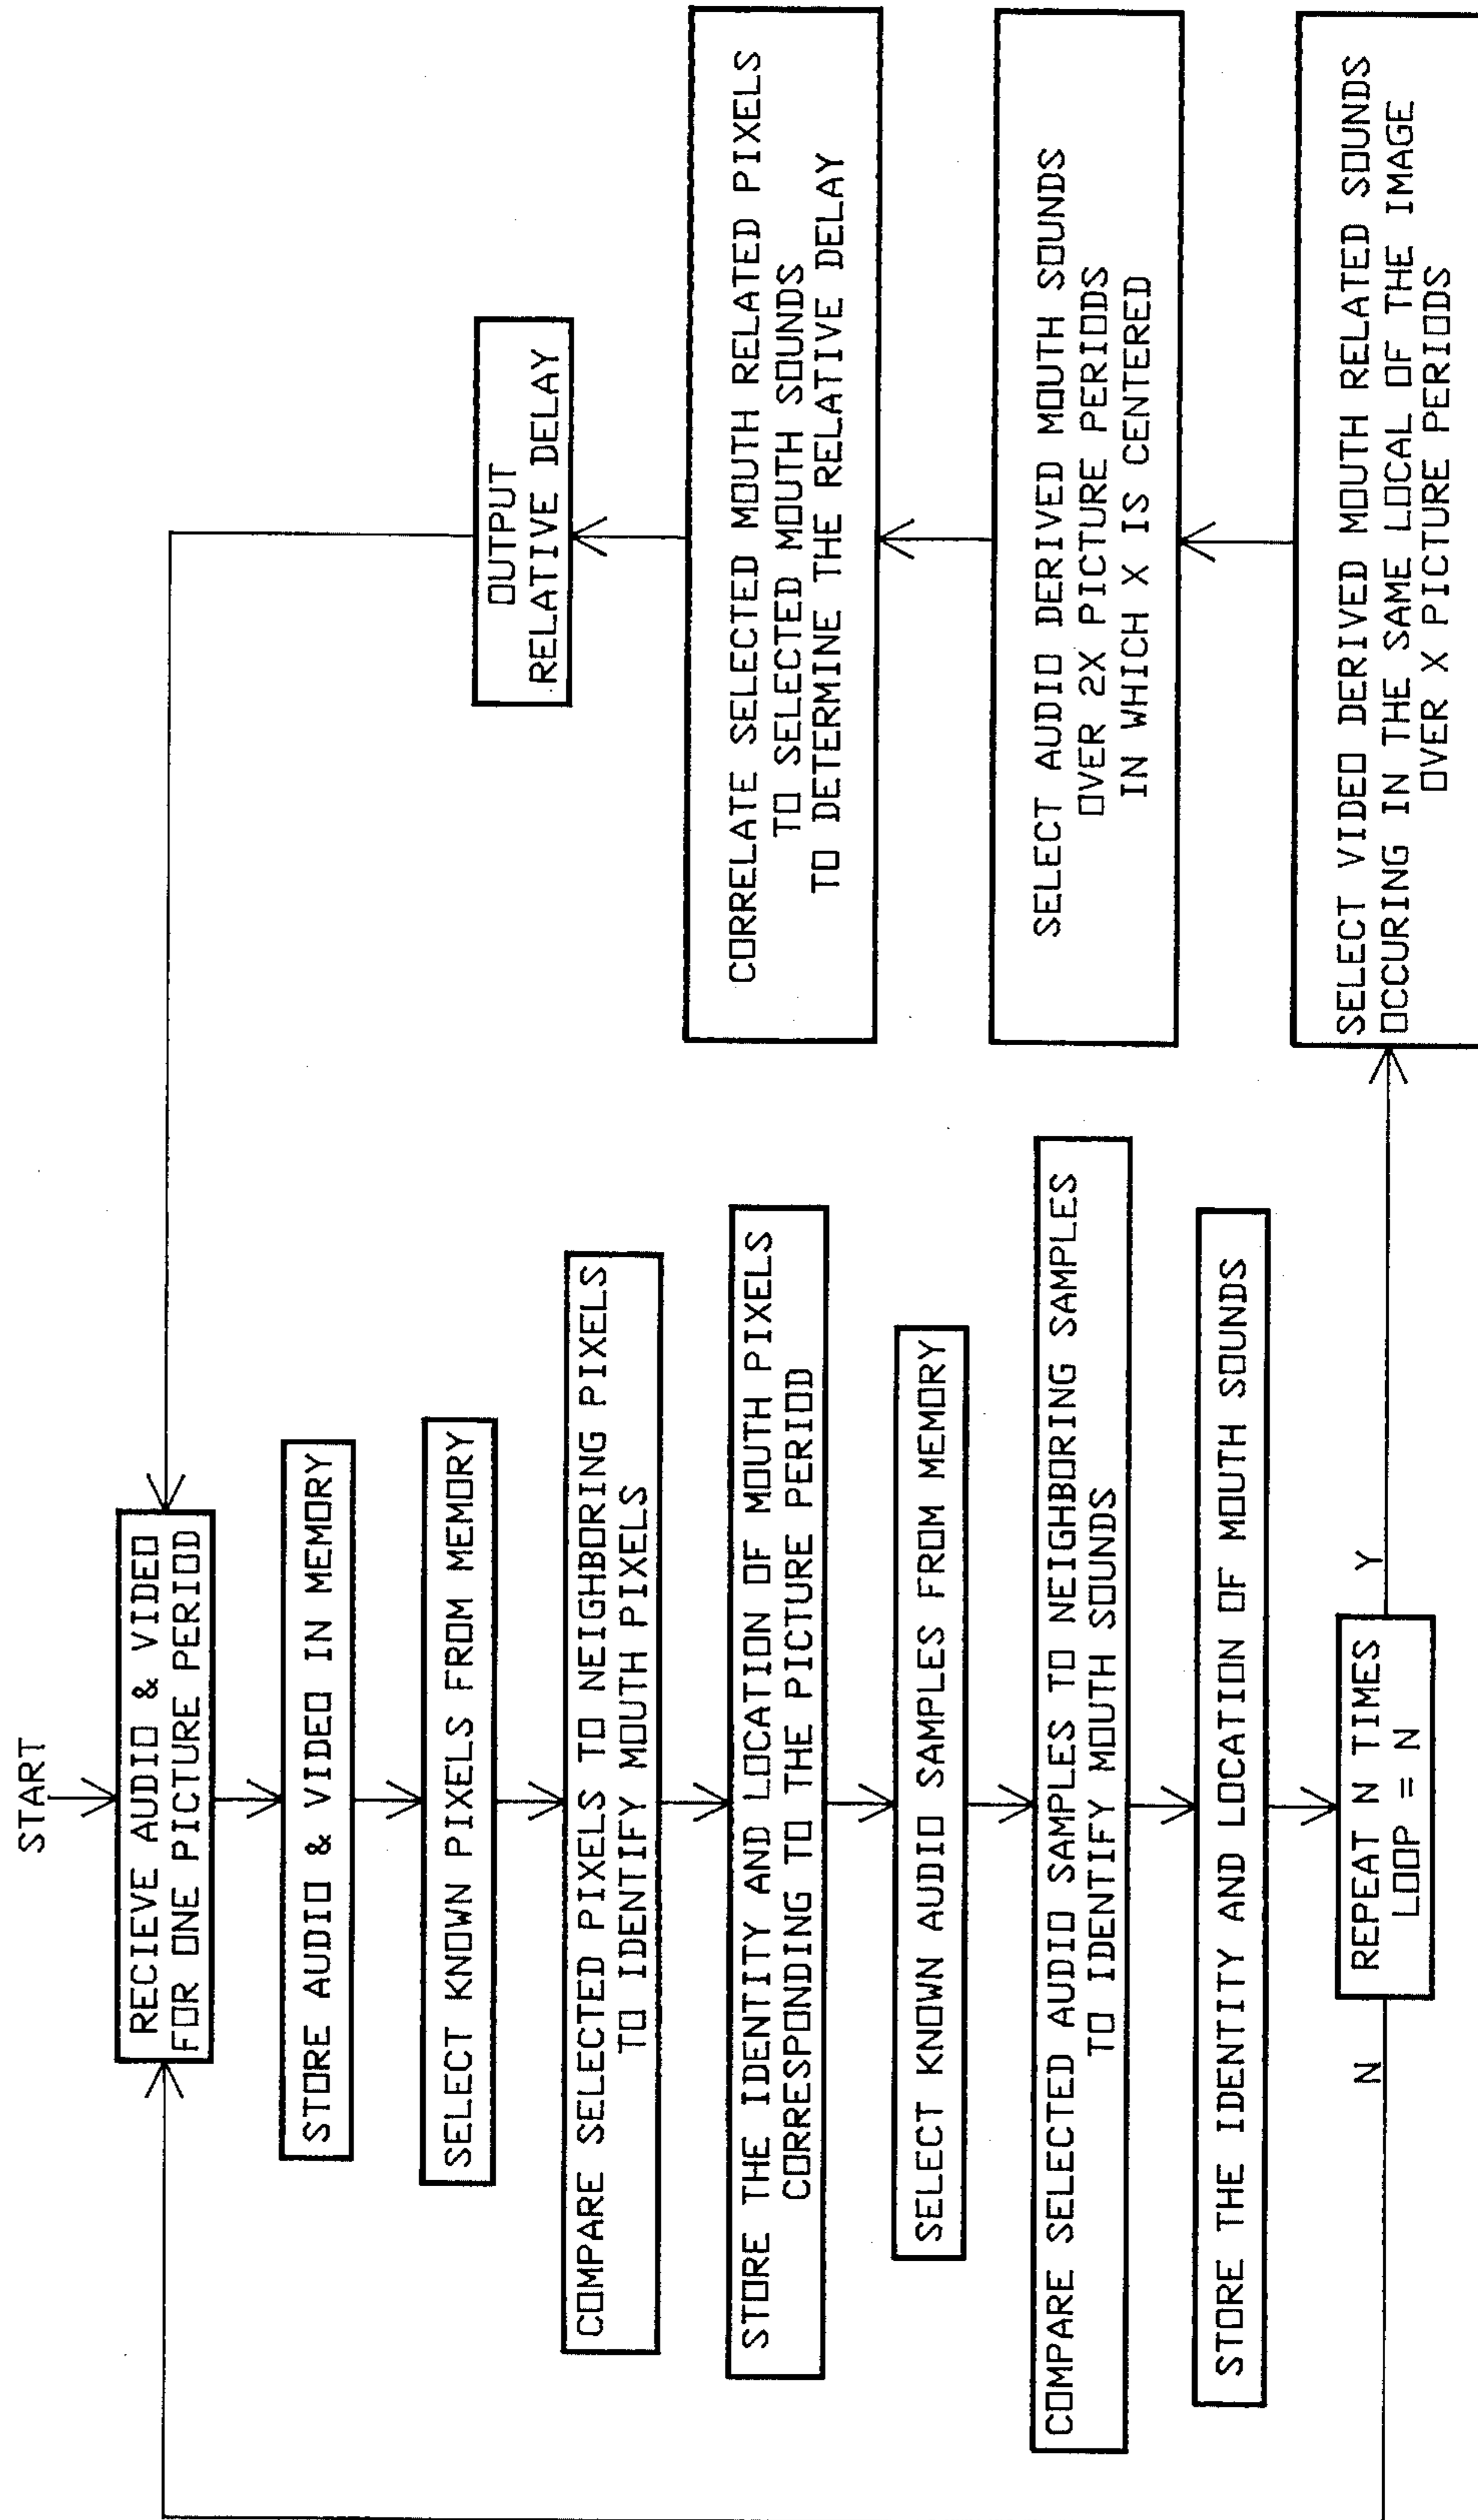 START
RECIEVE AUDIO & VIDEO
FOR ONE PICTURE PERIOD
STORE AUDIO & VIDEO IN MEMORY
SELECT KNOWN PIXELS FROM MEMORY
COMPARE SELECTED PIXELS TO NEIGHBORING PIXELS
TO IDENTIFY MOUTH PIXELS
STORE THE IDENTITY AND LOCATION OF MOUTH PIXELS
CORRESPONDING TO THE PICTURE PERIOD
SELECT KNOWN AUDIO SAMPLES FROM MEMORY
COMPARE SELECTED AUDIO SAMPLES TO NEIGHBORING SAMPLES
TO IDENTIFY MOUTH SOUNDS
STORE THE IDENTITY AND LOCATION OF MOUTH SOUNDS
REPEAT N TIMES
LOOP = N
N
Y
SELECT VIDEO DERIVED MOUTH RELATED SOUNDS
OCCURING IN THE SAME LOCAL OF THE IMAGE
OVER X PICTURE PERIODS
SELECT AUDIO DERIVED MOUTH SOUNDS
OVER 2X PICTURE PERIODS
IN WHICH X IS CENTERED
CORRELATE SELECTED MOUTH RELATED PIXELS
TO SELECTED MOUTH SOUNDS
TO DETERMINE THE RELATIVE DELAY
OUTPUT
RELATIVE DELAY